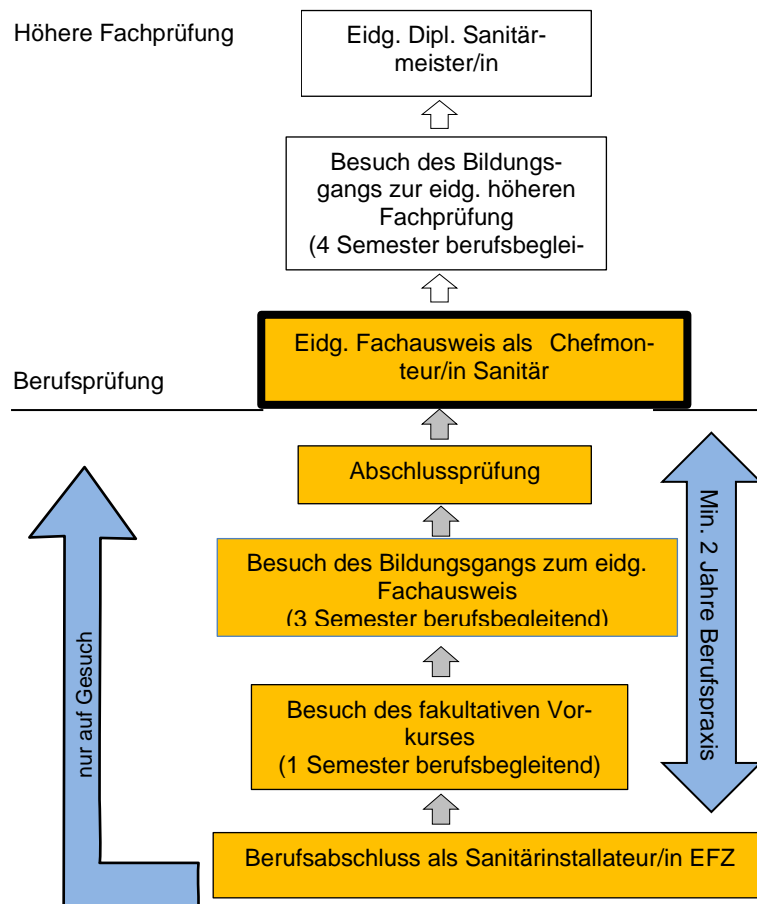 Höhere Fachprüfung
Eidg. Dipl. Sanitär-
meister/in
Besuch des Bildungs-
gangs zur eidg. höheren
Fachprüfung
(4 Semester berufsbeglei-
Eidg. Fachausweis als Chefmon-
teur/in Sanitär
Berufsprüfung
Abschlussprüfung
Besuch des Bildungsgangs zum eidg.
Fachausweis
(3 Semester berufsbegleitend)
Min. 2 Jahre Berufspraxis
nur auf Gesuch
Besuch des fakultativen Vor-
kurses
(1 Semester berufsbegleitend)
Berufsabschluss als Sanitärinstallateur/in EFZ